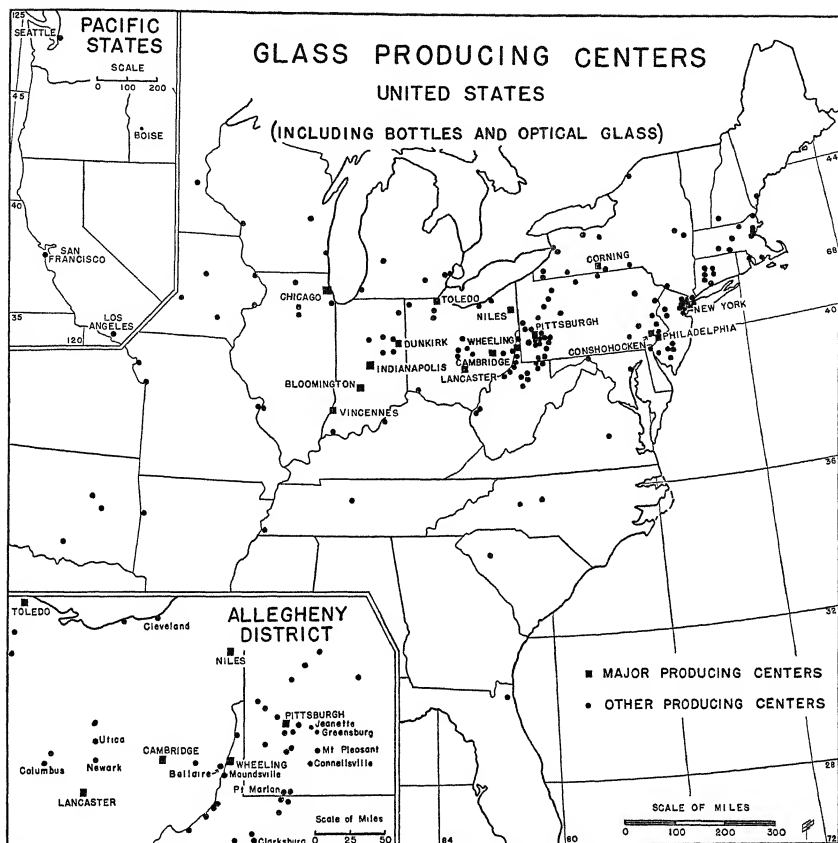 125
PACIFIC
STATES
SEATTLE
SCALE
0 100 200
45
BOISE
40
SAN
FRANCISCO
LOS
ANGELES
35
120
GLASS PRODUCING CENTERS
UNITED STATES
(INCLUDING BOTTLES AND OPTICAL GLASS)
44
68
CORNING
CHICAGO
TOLEDO
NILES
NEW YORK
40
PITTSBURGH
PHILADELPHIA
DUNKIRK
WHEELING
CONSHOHOCKEN
CAMBRIDGE
INDIANAPOLIS
LANCASTER
BLOOMINGTON
VINCENNES
36
32
28
ALLEGHENY
DISTRICT
TOLEDO
Cleveland
NILES
PITTSBURGH
Jeanette
Greensburg
Utica
Mt Pleasant
CAMBRIDGE
WHEELING
Connellsville
Columbus
Newark
Bellaire
Moundsville
LANCASTER
Pt Marion
Scale of Miles
0 25 50
Clarksburg
MAJOR PRODUCING CENTERS
OTHER PRODUCING CENTERS
SCALE OF MILES
0 100 200 300
84
80
72